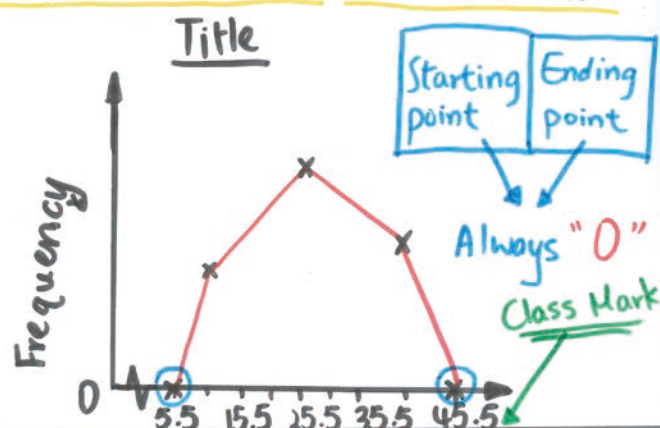 Title
Starting point
Ending point
Always "0"
Class Mark
Frequency
0
5.5 15.5 25.5 35.5 45.5